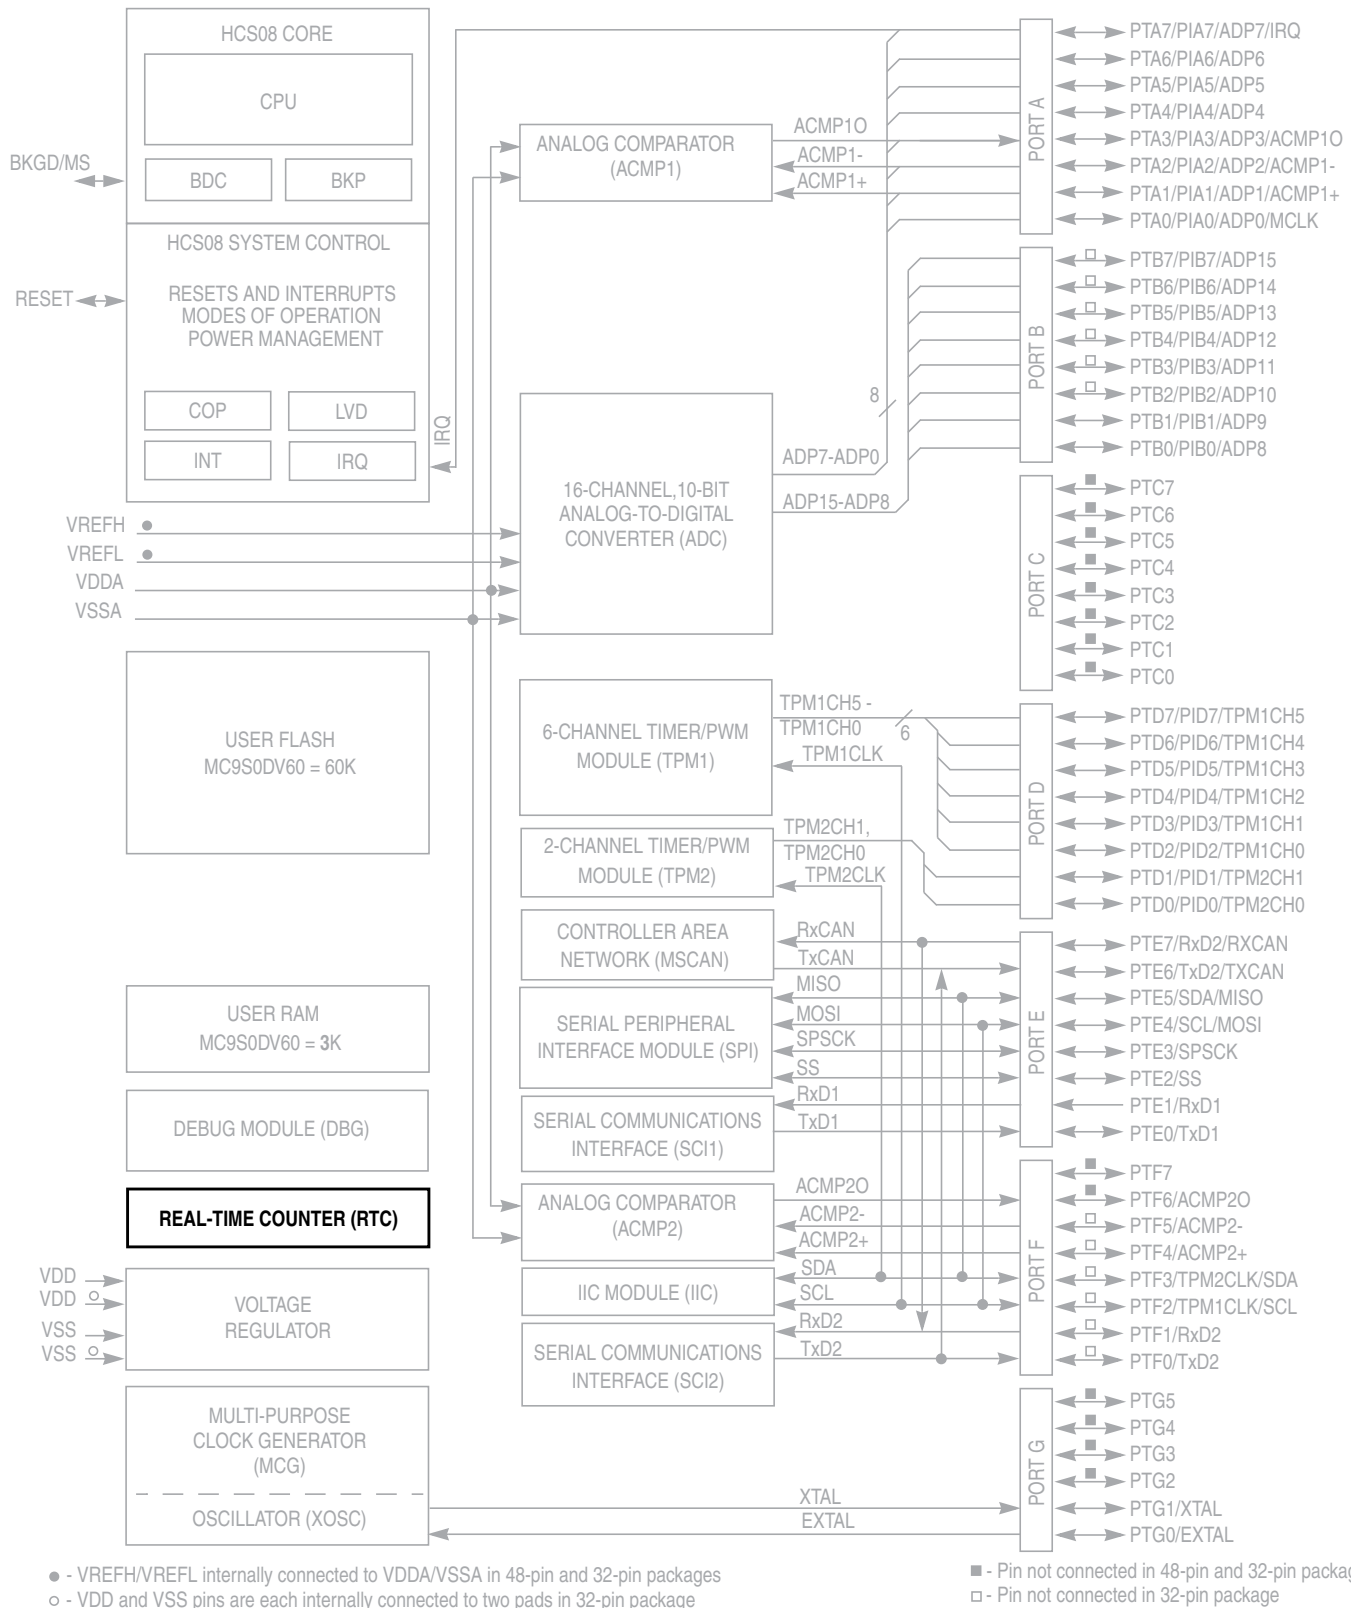 HCS08 CORE
CPU
BDC
BKP
BKGD/MS
HCS08 SYSTEM CONTROL
RESETS AND INTERRUPTS
MODES OF OPERATION
POWER MANAGEMENT
RESET
COP
LVD
INT
IRQ
IRQ
VREFH
VREFL
VDDA
VSSA
USER FLASH
MC9S0DV60 = 60K
USER RAM
MC9S0DV60 = 3K
DEBUG MODULE (DBG)
REAL-TIME COUNTER (RTC)
VDD
VDD
VSS
VSS
VOLTAGE
REGULATOR
MULTI-PURPOSE
CLOCK GENERATOR
(MCG)
OSCILLATOR (XOSC)
ANALOG COMPARATOR
(ACMP1)
ACMP1O
ACMP1-
ACMP1+
16-CHANNEL,10-BIT
ANALOG-TO-DIGITAL
CONVERTER (ADC)
8
ADP7-ADP0
ADP15-ADP8
6-CHANNEL TIMER/PWM
MODULE (TPM1)
TPM1CH5 -
TPM1CH0
6
TPM1CLK
2-CHANNEL TIMER/PWM
MODULE (TPM2)
TPM2CH1,
TPM2CH0
TPM2CLK
CONTROLLER AREA
NETWORK (MSCAN)
RxCAN
TxCAN
SERIAL PERIPHERAL
INTERFACE MODULE (SPI)
MISO
MOSI
SPSCK
SS
SERIAL COMMUNICATIONS
INTERFACE (SCI1)
RxD1
TxD1
ANALOG COMPARATOR
(ACMP2)
ACMP2O
ACMP2-
ACMP2+
IIC MODULE (IIC)
SDA
SCL
SERIAL COMMUNICATIONS
INTERFACE (SCI2)
RxD2
TxD2
XTAL
EXTAL
PORT A
PTA7/PIA7/ADP7/IRQ
PTA6/PIA6/ADP6
PTA5/PIA5/ADP5
PTA4/PIA4/ADP4
PTA3/PIA3/ADP3/ACMP1O
PTA2/PIA2/ADP2/ACMP1-
PTA1/PIA1/ADP1/ACMP1+
PTA0/PIA0/ADP0/MCLK
PORT B
PTB7/PIB7/ADP15
PTB6/PIB6/ADP14
PTB5/PIB5/ADP13
PTB4/PIB4/ADP12
PTB3/PIB3/ADP11
PTB2/PIB2/ADP10
PTB1/PIB1/ADP9
PTB0/PIB0/ADP8
PORT C
PTC7
PTC6
PTC5
PTC4
PTC3
PTC2
PTC1
PTC0
PORT D
PTD7/PID7/TPM1CH5
PTD6/PID6/TPM1CH4
PTD5/PID5/TPM1CH3
PTD4/PID4/TPM1CH2
PTD3/PID3/TPM1CH1
PTD2/PID2/TPM1CH0
PTD1/PID1/TPM2CH1
PTD0/PID0/TPM2CH0
PORT E
PTE7/RxD2/RXCAN
PTE6/TxD2/TXCAN
PTE5/SDA/MISO
PTE4/SCL/MOSI
PTE3/SPSCK
PTE2/SS
PTE1/RxD1
PTE0/TxD1
PORT F
PTF7
PTF6/ACMP2O
PTF5/ACMP2-
PTF4/ACMP2+
PTF3/TPM2CLK/SDA
PTF2/TPM1CLK/SCL
PTF1/RxD2
PTF0/TxD2
PORT G
PTG5
PTG4
PTG3
PTG2
PTG1/XTAL
PTG0/EXTAL
● - VREFH/VREFL internally connected to VDDA/VSSA in 48-pin and 32-pin packages
○ - VDD and VSS pins are each internally connected to two pads in 32-pin package
■ - Pin not connected in 48-pin and 32-pin packag
□ - Pin not connected in 32-pin package